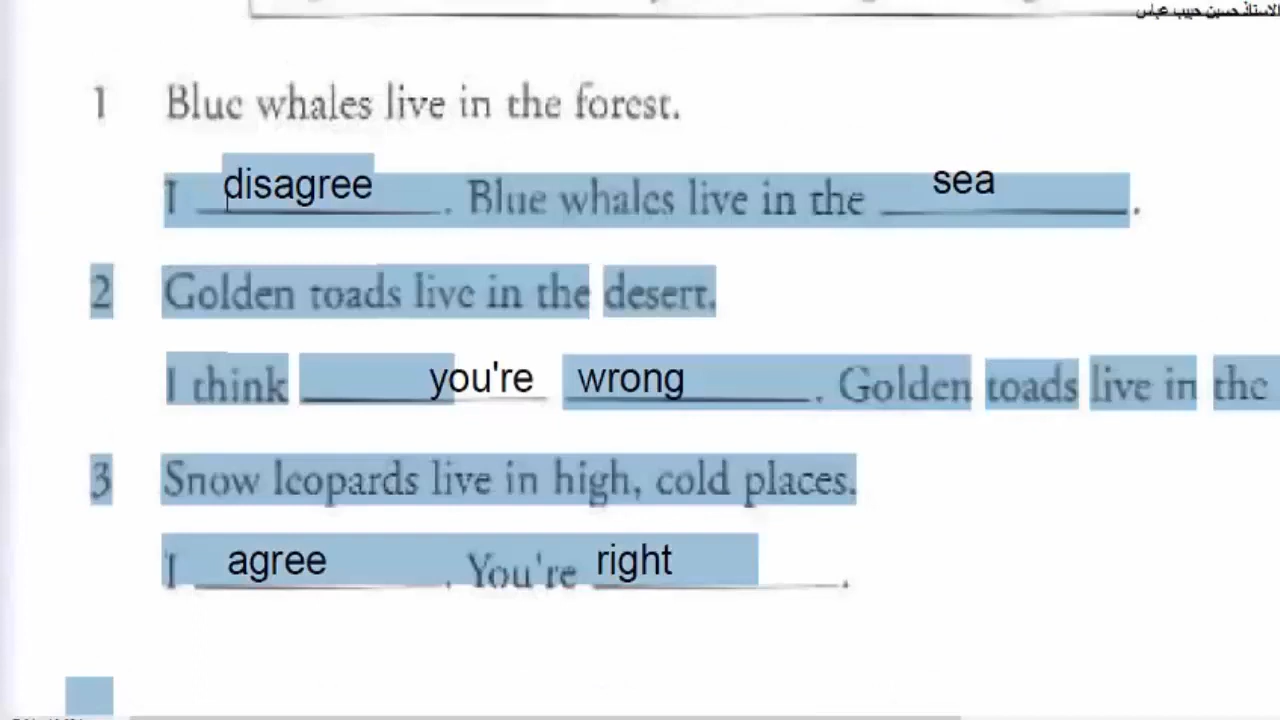 الاستاذ حسين حبيب عباس
1 Blue whales live in the forest.
I disagree. Blue whales live in the sea.
2 Golden toads live in the desert.
I think you're wrong. Golden toads live in the
3 Snow leopards live in high, cold places.
I agree. You're right.